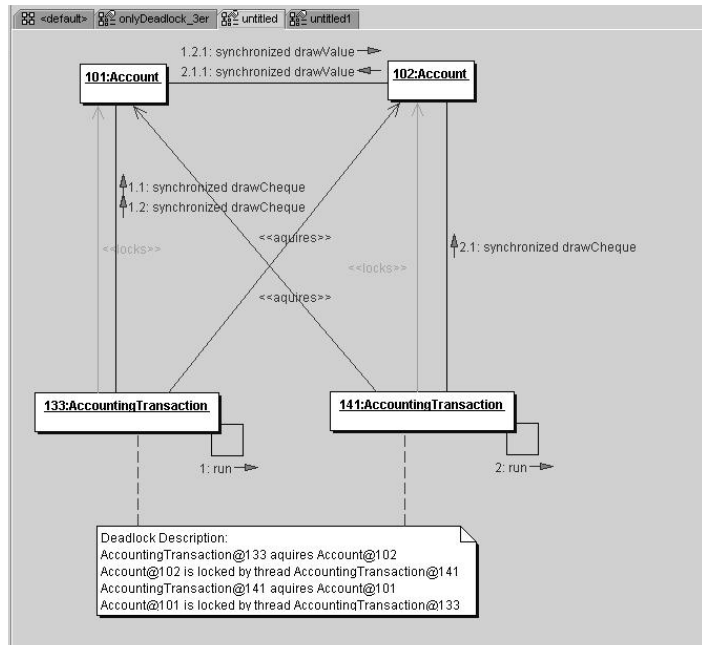 <default> onlyDeadlock_3er untitled untitled1
1.2.1: synchronized drawValue
2.1.1: synchronized drawValue
101:Account
102:Account
1.1: synchronized drawCheque
1.2: synchronized drawCheque
<<aquires>>
<<locks>>
2.1: synchronized drawCheque
<<locks>>
<<aquires>>
133:AccountingTransaction
141:AccountingTransaction
1: run
2: run
Deadlock Description:
AccountingTransaction@133 aquires Account@102
Account@102 is locked by thread AccountingTransaction@141
AccountingTransaction@141 aquires Account@101
Account@101 is locked by thread AccountingTransaction@133